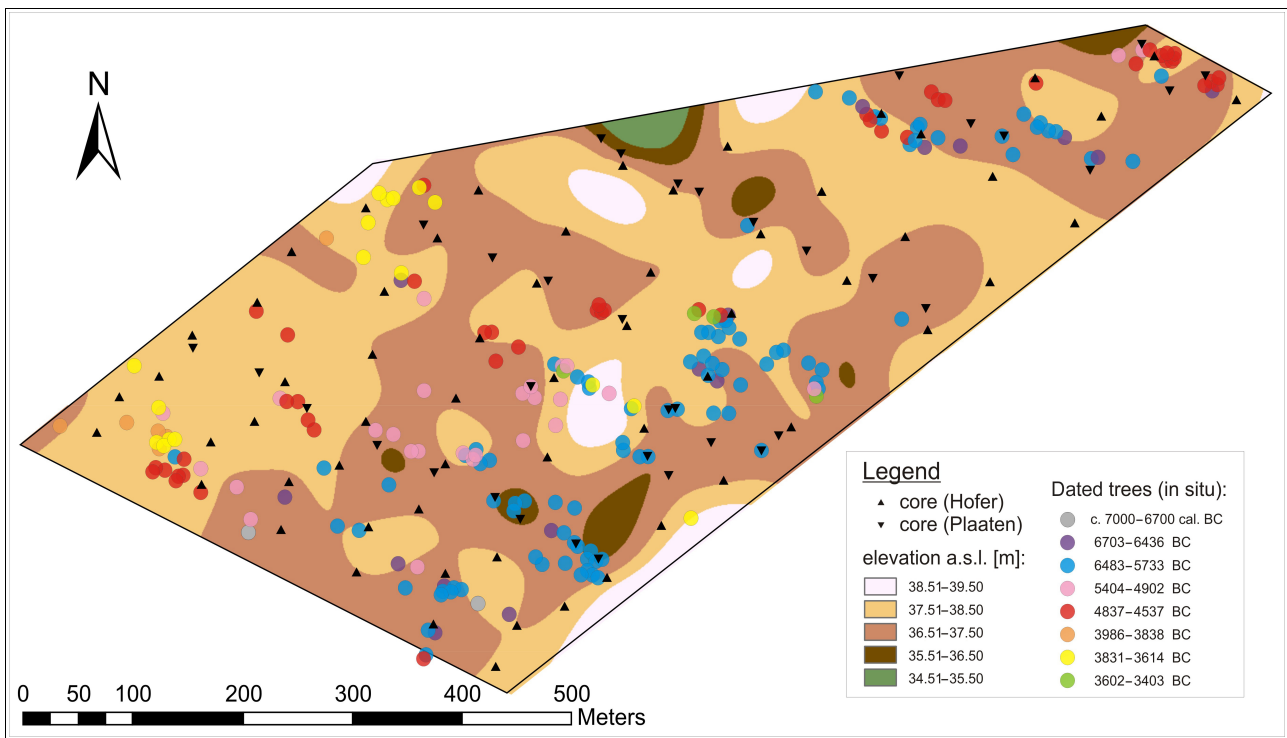 N
0 50 100 200 300 400 500
Meters
Legend
core (Hofer)
core (Plaaten)
elevation a.s.l. [m]:
38.51–39.50
37.51–38.50
36.51–37.50
35.51–36.50
34.51–35.50
Dated trees (in situ):
c. 7000–6700 cal. BC
6703–6436 BC
6483–5733 BC
5404–4902 BC
4837–4537 BC
3986–3838 BC
3831–3614 BC
3602–3403 BC